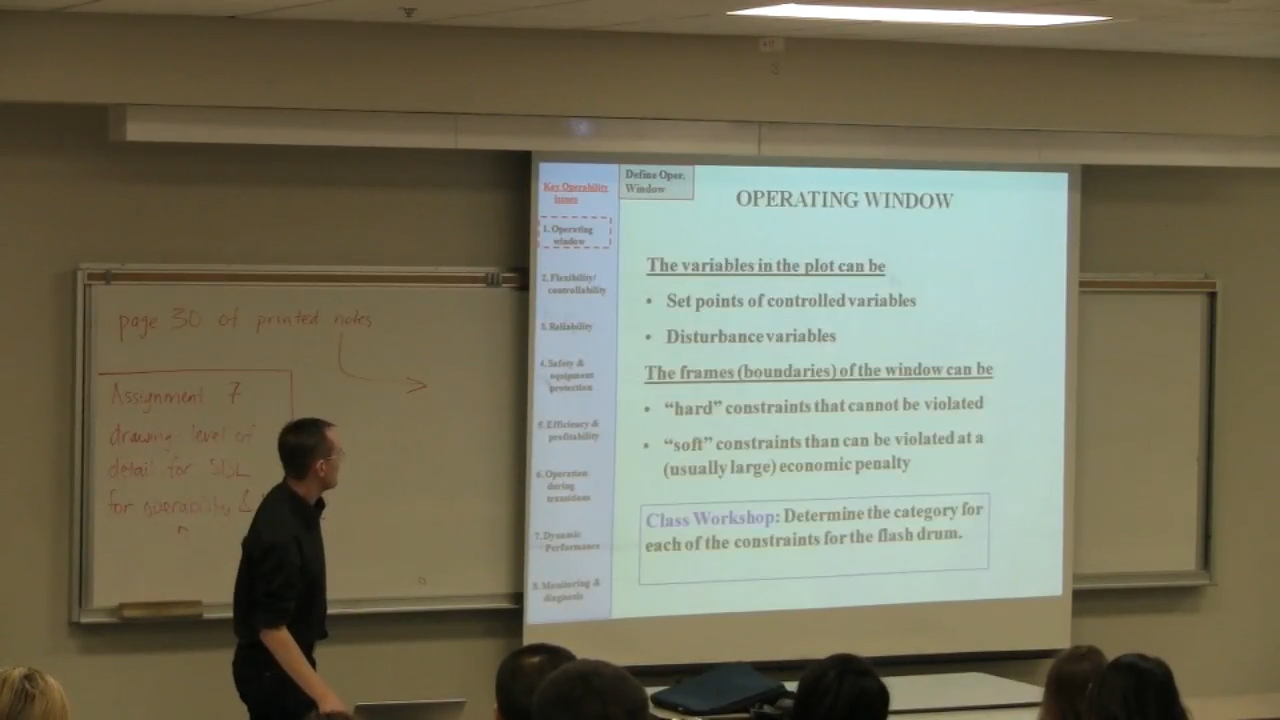 page 30 of printed notes
Assignment 7
drawing level of
detail for SDL
for operability &
Key Operability
issues
1. Operating
window
2. Flexibility/
controllability
3. Reliability
4. Safety &
equipment
protection
5. Efficiency &
profitability
6. Operation
during
transitions
7. Dynamic
Performance
8. Monitoring &
diagnosis
Define Oper.
Window
OPERATING WINDOW
The variables in the plot can be
• Set points of controlled variables
• Disturbance variables
The frames (boundaries) of the window can be
• “hard” constraints that cannot be violated
• “soft” constraints than can be violated at a
(usually large) economic penalty
Class Workshop: Determine the category for
each of the constraints for the flash drum.